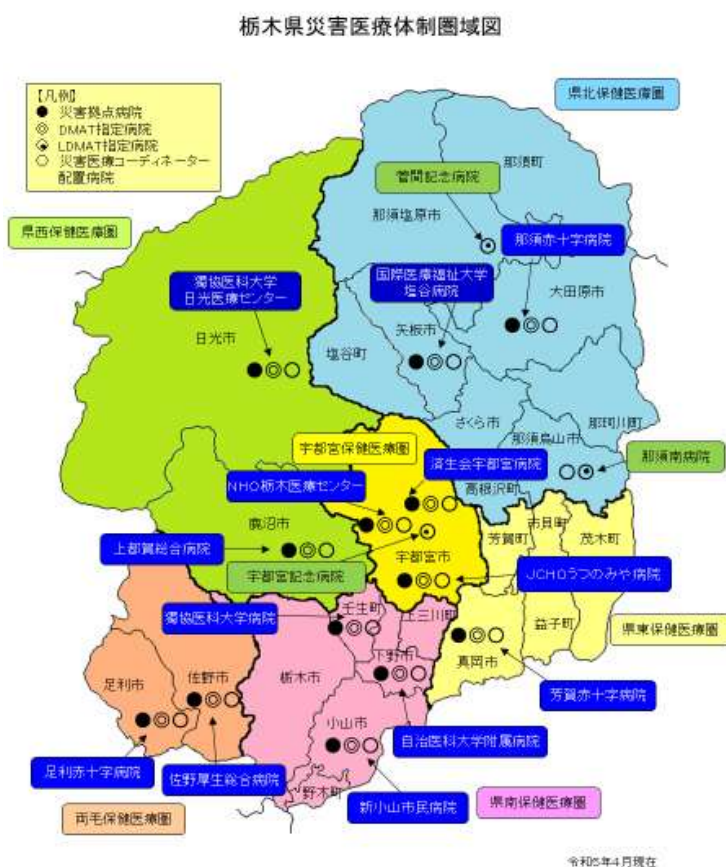 栃木県災害医療体制圏域図
【凡例】
● 災害拠点病院
◎ DMAT指定病院
LDMAT指定病院
○ 災害医療コーディネーター
配置病院
県北保健医療圏
那須町
菅間記念病院
那須塩原市
那須赤十字病院
県西保健医療圏
国際医療福祉大学
塩谷病院
獨協医科大学
日光医療センター
大田原市
矢板市
日光市
塩谷町
さくら市
那珂川町
那須烏山市
宇都宮保健医療圏
済生会宇都宮病院
那須南病院
NHO栃木医療センター
高根沢町
鹿沼市
市貝町
茂木町
芳賀町
上都賀総合病院
宇都宮市
宇都宮記念病院
JCHOうつのみや病院
獨協医科大学病院
壬生町
上三川町
益子町
県東保健医療圏
下野市
真岡市
足利市
佐野市
栃木市
芳賀赤十字病院
小山市
自治医科大学附属病院
足利赤十字病院
佐野厚生総合病院
野木町
新小山市民病院
県南保健医療圏
両毛保健医療圏
令和5年4月現在